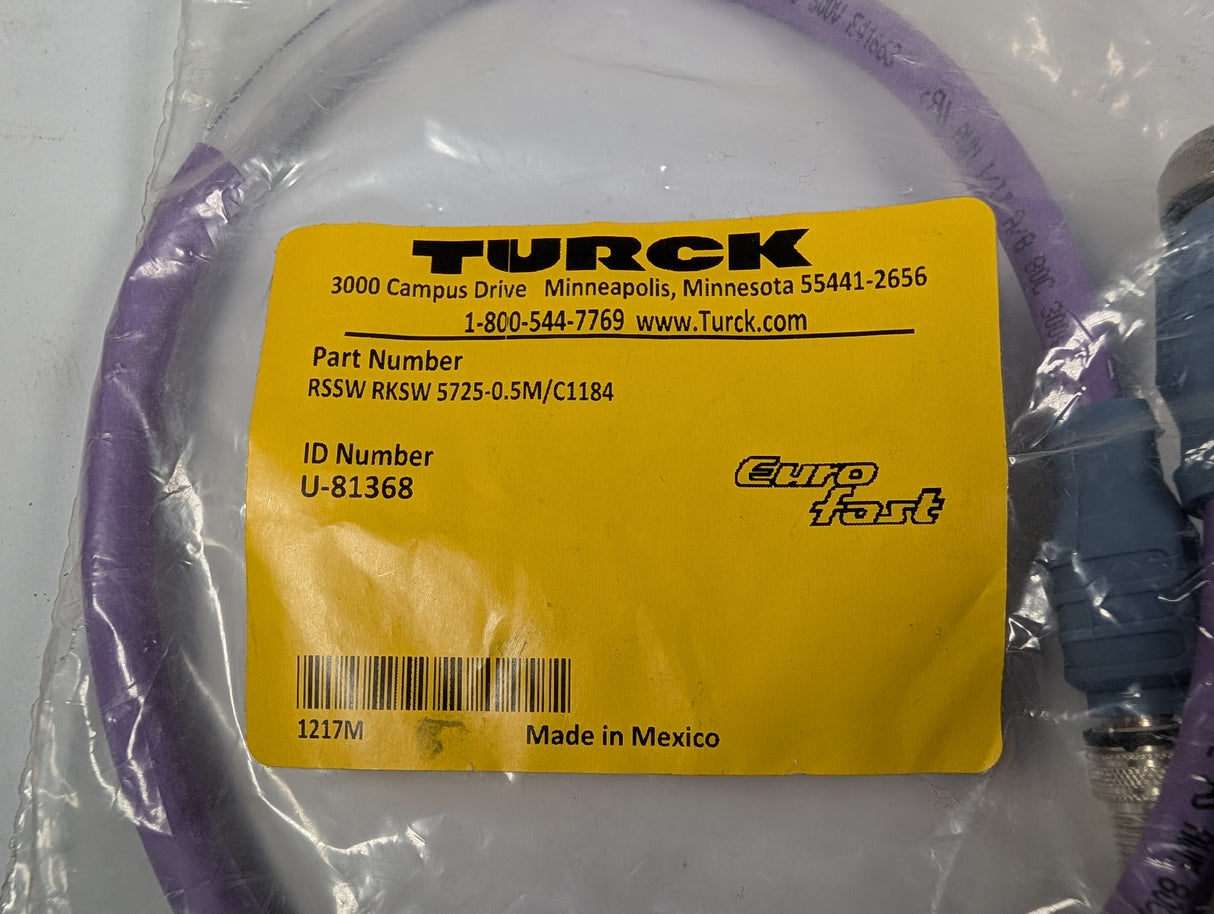 TURCK
3000 Campus Drive Minneapolis, Minnesota 55441-2656
1-800-544-7769 www.Turck.com
Part Number
RSSW RKSW 5725-0.5M/C1184
ID Number
U-81368
Euro
fast
1217M
Made in Mexico
600V